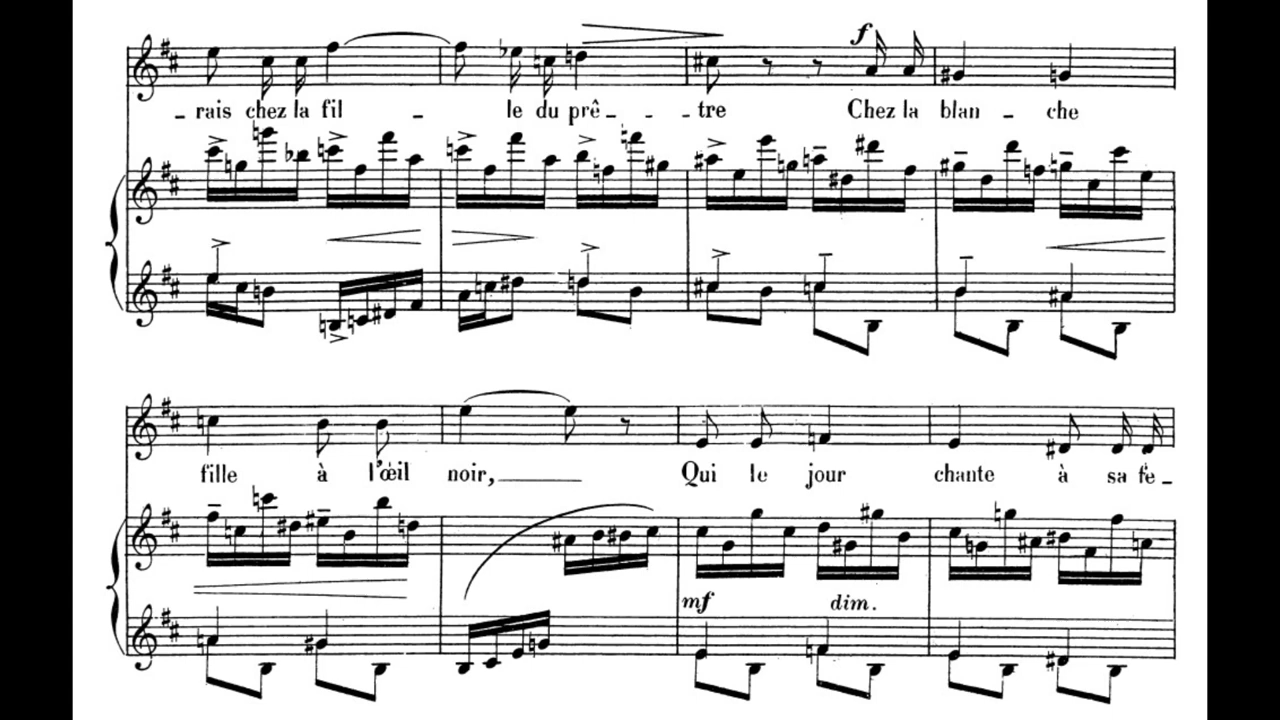 f
_ rais chez la fil - le du prê - - - tre Chez la blan - che
fille à l'œil noir, Qui le jour chante à sa fe -
mf dim.